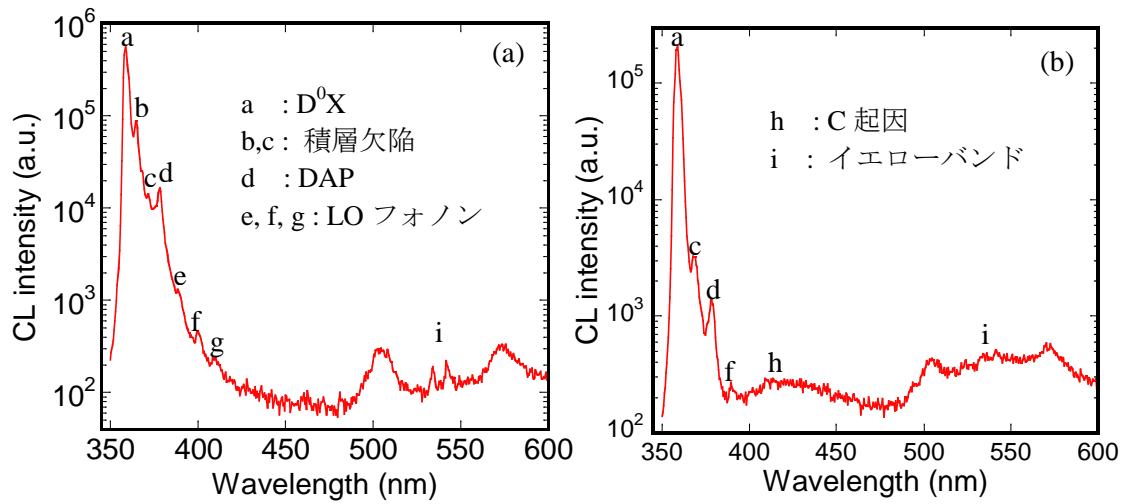 (a)
CL intensity (a.u.)
10^6
10^5
10^4
10^3
10^2
a
b
c
d
e
f
g
i
a : D^0X
b,c : 積層欠陥
d : DAP
e, f, g : LO フォノン
350 400 450 500 550 600
Wavelength (nm)
(b)
CL intensity (a.u.)
10^5
10^4
10^3
10^2
a
c
d
f
h
i
h : C 起因
i : イエローバンド
350 400 450 500 550 600
Wavelength (nm)